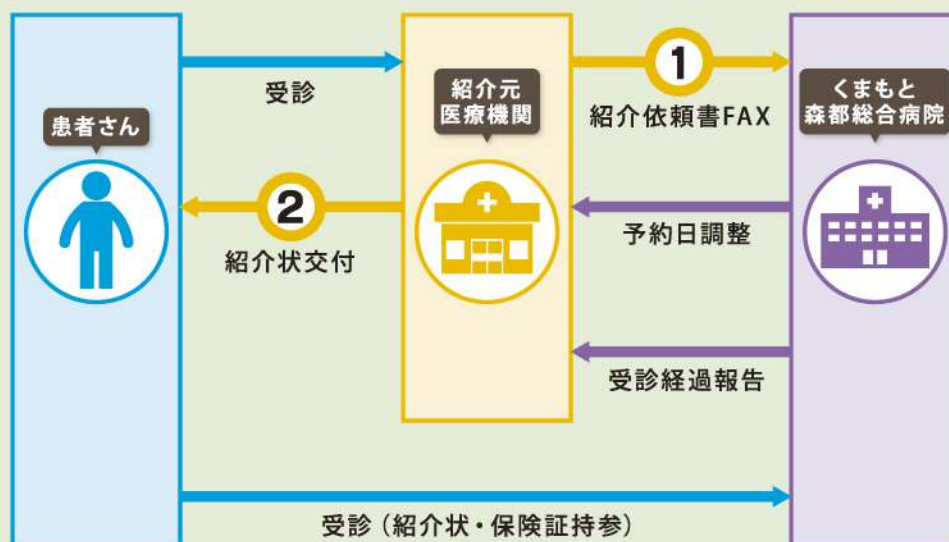 患者さん
受診
紹介元
医療機関
1
紹介依頼書FAX
くまもと
森都総合病院
2
紹介状交付
予約日調整
受診経過報告
受診（紹介状・保険証持参）